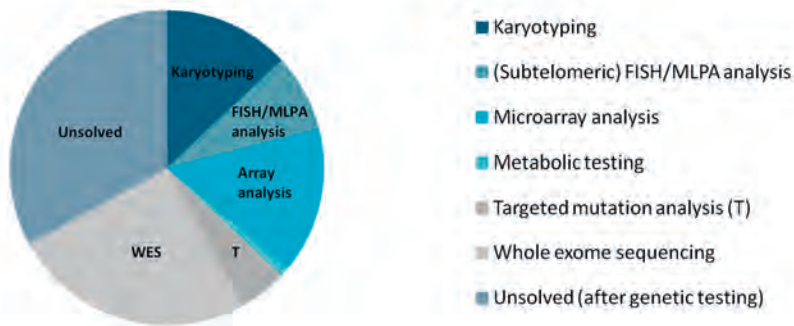 Karyotyping
FISH/MLPA
analysis
Array
analysis
T
WES
Unsolved
Karyotyping
(Subtelomeric) FISH/MLPA analysis
Microarray analysis
Metabolic testing
Targeted mutation analysis (T)
Whole exome sequencing
Unsolved (after genetic testing)